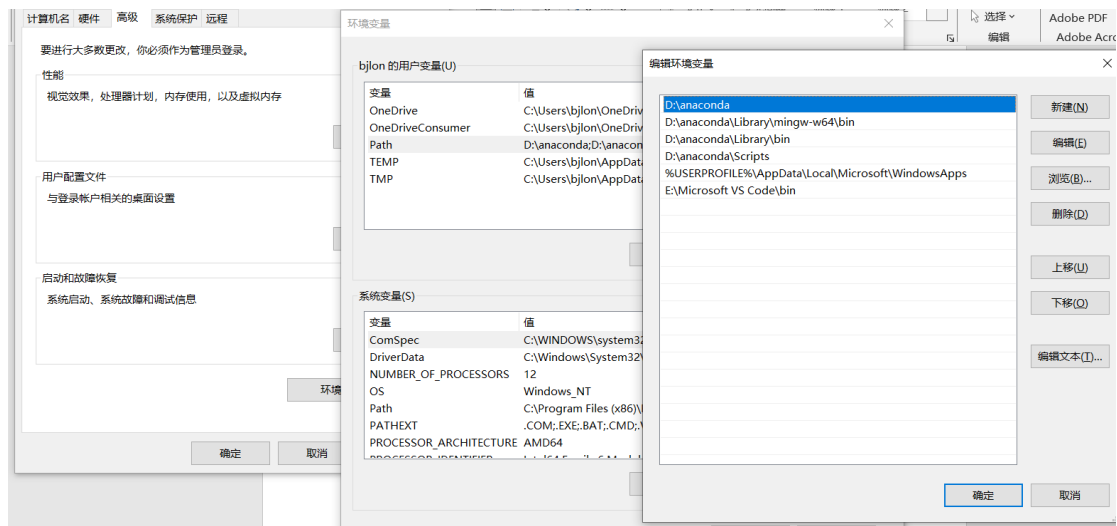 计算机名 硬件 高级 系统保护 远程
要进行大多数更改，你必须作为管理员登录。
性能
视觉效果，处理器计划，内存使用，以及虚拟内存
用户配置文件
与登录帐户相关的桌面设置
启动和故障恢复
系统启动、系统故障和调试信息
环境
确定 取消
环境变量
bjlon 的用户变量(U)
变量 值
OneDrive C:\Users\bjlon\OneDriv
OneDriveConsumer C:\Users\bjlon\OneDriv
Path D:\anaconda;D:\anacon
TEMP C:\Users\bjlon\AppData
TMP C:\Users\bjlon\AppData
系统变量(S)
变量 值
ComSpec C:\WINDOWS\system32
DriverData C:\Windows\System32\
NUMBER_OF_PROCESSORS 12
OS Windows_NT
Path C:\Program Files (x86)\
PATHEXT .COM;.EXE;.BAT;.CMD;.
PROCESSOR_ARCHITECTURE AMD64
选择
编辑
Adobe PDF
Adobe Acro
编辑环境变量
D:\anaconda
D:\anaconda\Library\mingw-w64\bin
D:\anaconda\Library\bin
D:\anaconda\Scripts
%USERPROFILE%\AppData\Local\Microsoft\WindowsApps
E:\Microsoft VS Code\bin
新建(N)
编辑(E)
浏览(B)...
删除(D)
上移(U)
下移(O)
编辑文本(T)...
确定 取消